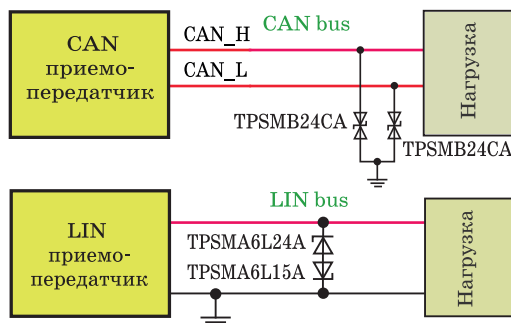 CAN
приемо-
передатчик
CAN_H
CAN bus
CAN_L
TPSMB24CA
TPSMB24CA
Нагрузка
LIN
приемо-
передатчик
LIN bus
TPSMA6L24A
TPSMA6L15A
Нагрузка